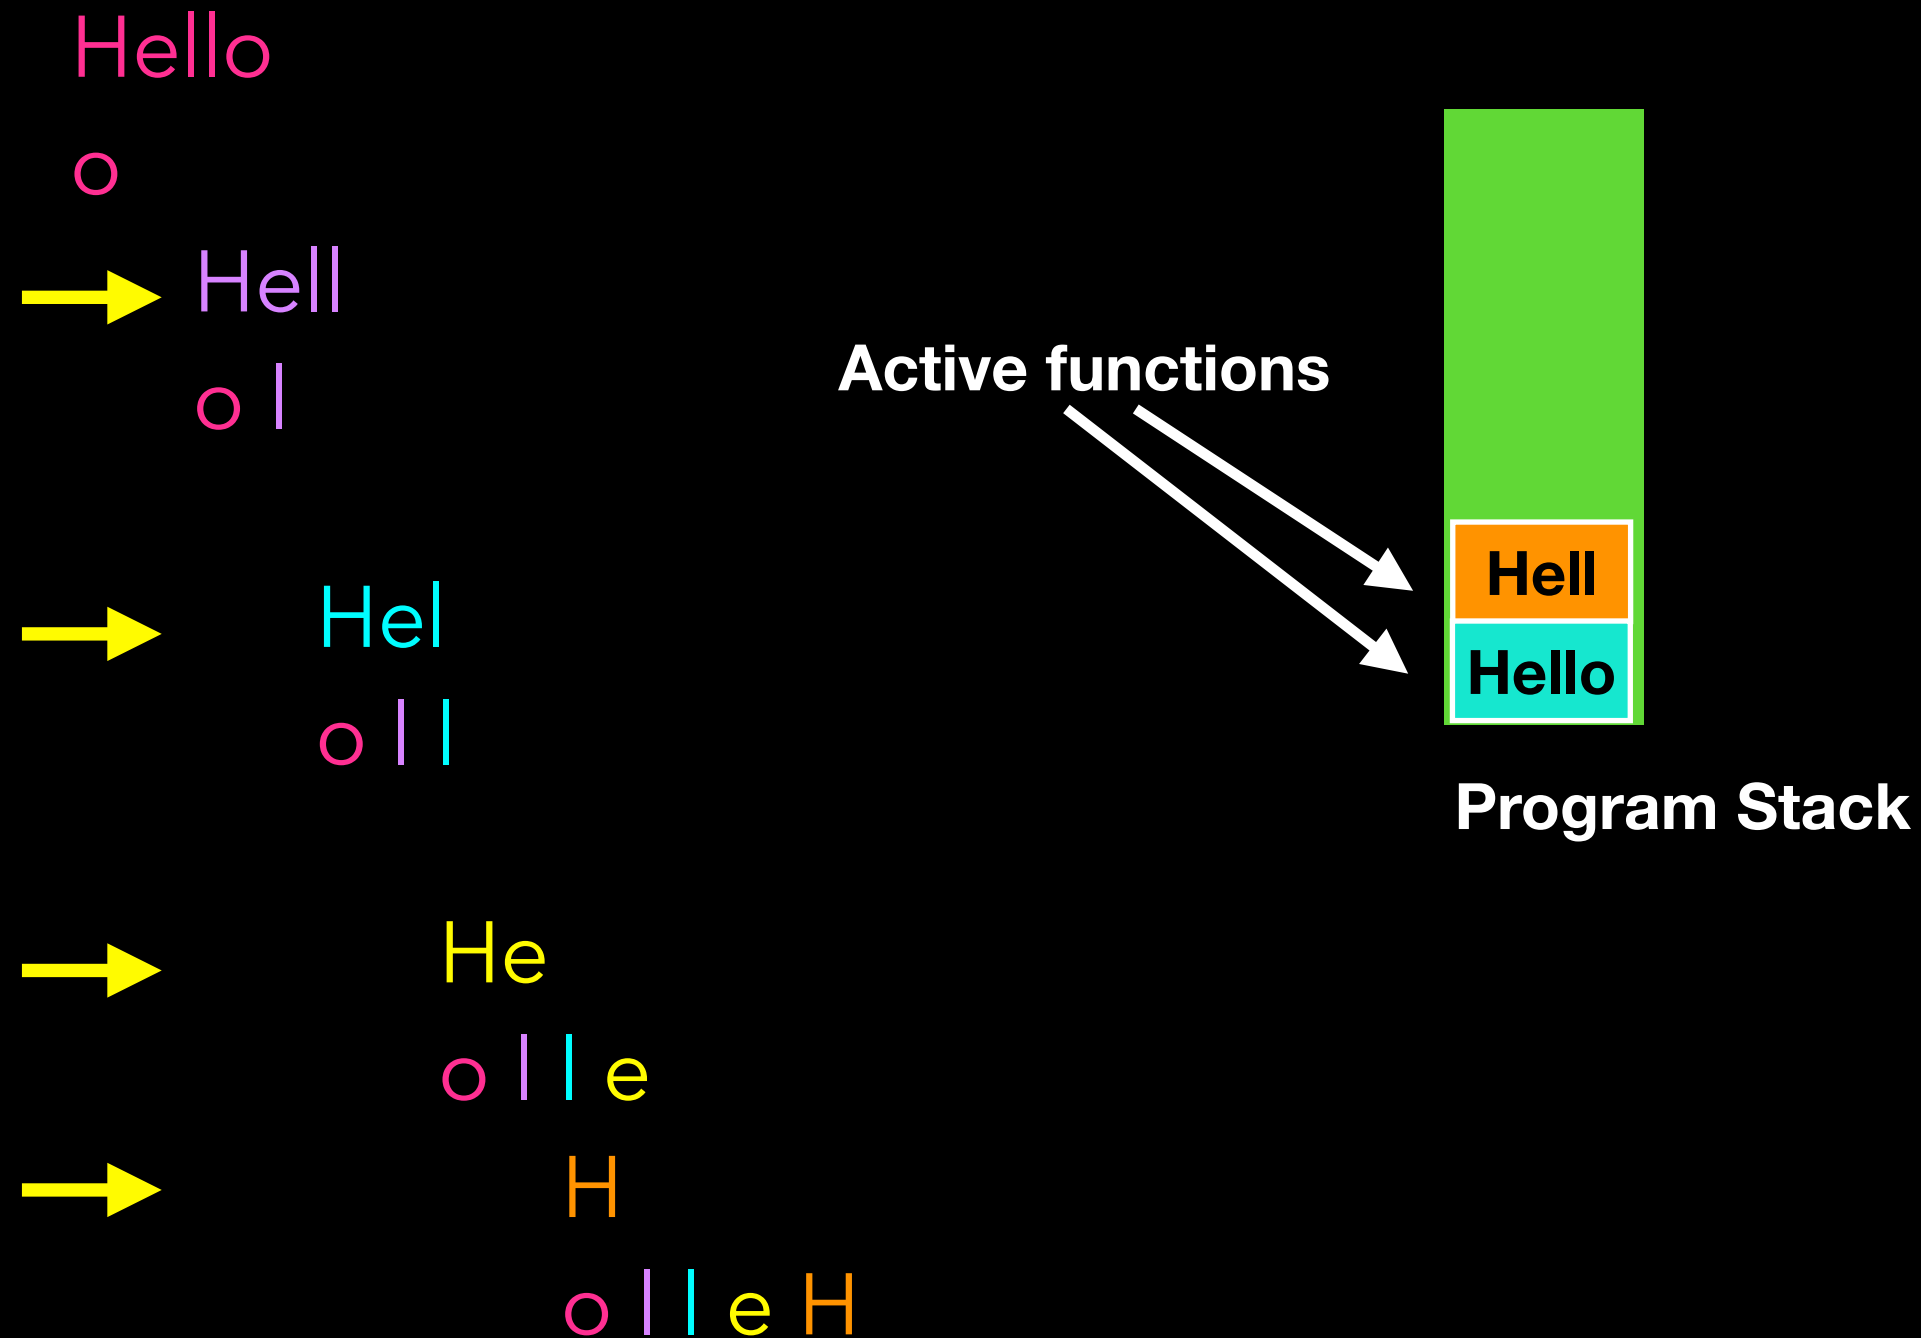 Hello
o
Hell
o l
Hel
o l l
He
o l l e
H
o l l e H
Active functions
Hell
Hello
Program Stack